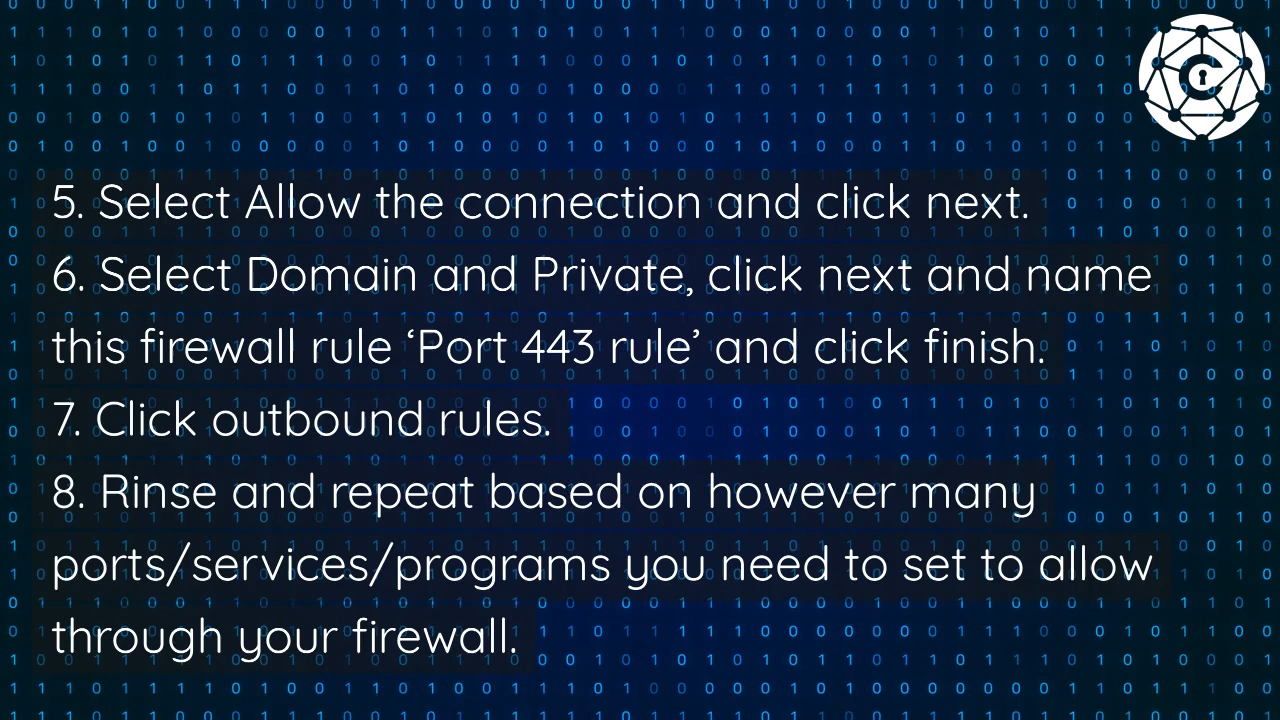 5. Select Allow the connection and click next.
6. Select Domain and Private, click next and name
this firewall rule ‘Port 443 rule’ and click finish.
7. Click outbound rules.
8. Rinse and repeat based on however many
ports/services/programs you need to set to allow
through your firewall.